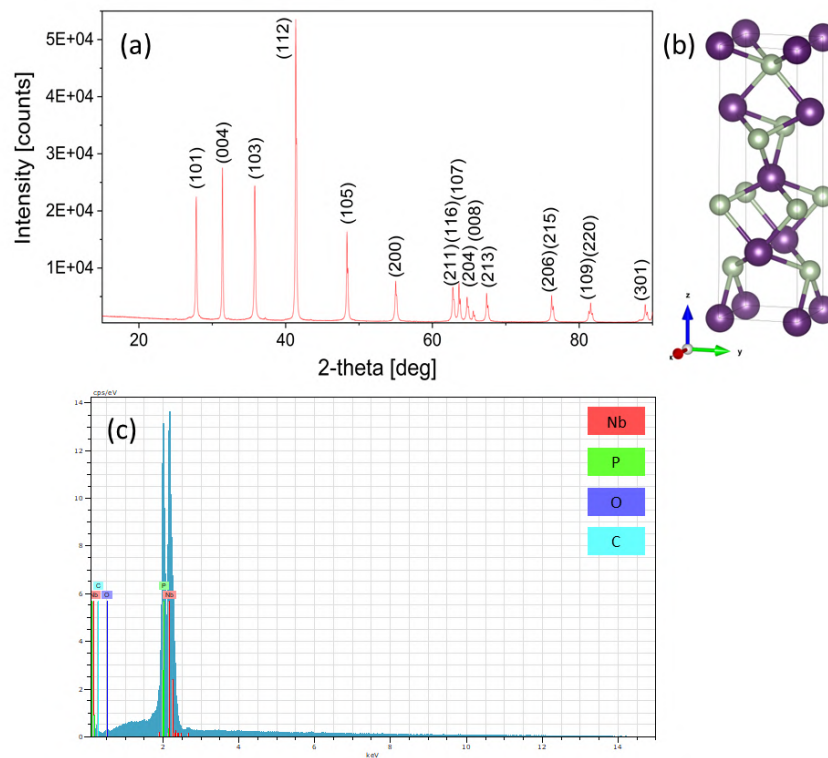 (a)
Intensity [counts]
5E+04
4E+04
3E+04
2E+04
1E+04
(101)
(004)
(103)
(112)
(105)
(200)
(211)(116)(107)
(204)(008)
(213)
(206)(215)
(109)(220)
(301)
20 40 60 80
2-theta [deg]
(b)
z
x y
cps/eV
(c)
14
12
10
8
6
4
2
0
Nb
P
O
C
C P
Nb O Nb
2 4 6 8 10 12 14
keV